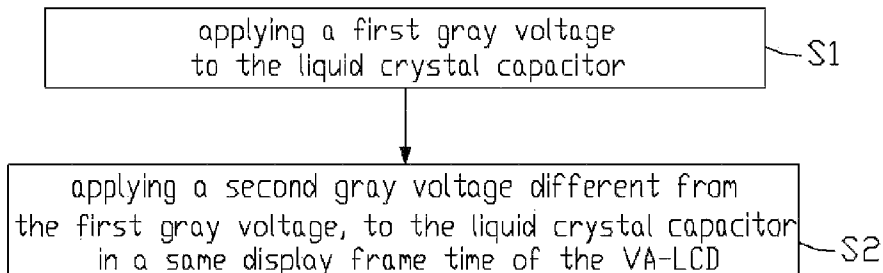 applying a first gray voltage
to the liquid crystal capacitor
S1
applying a second gray voltage different from
the first gray voltage, to the liquid crystal capacitor
in a same display frame time of the VA-LCD
S2